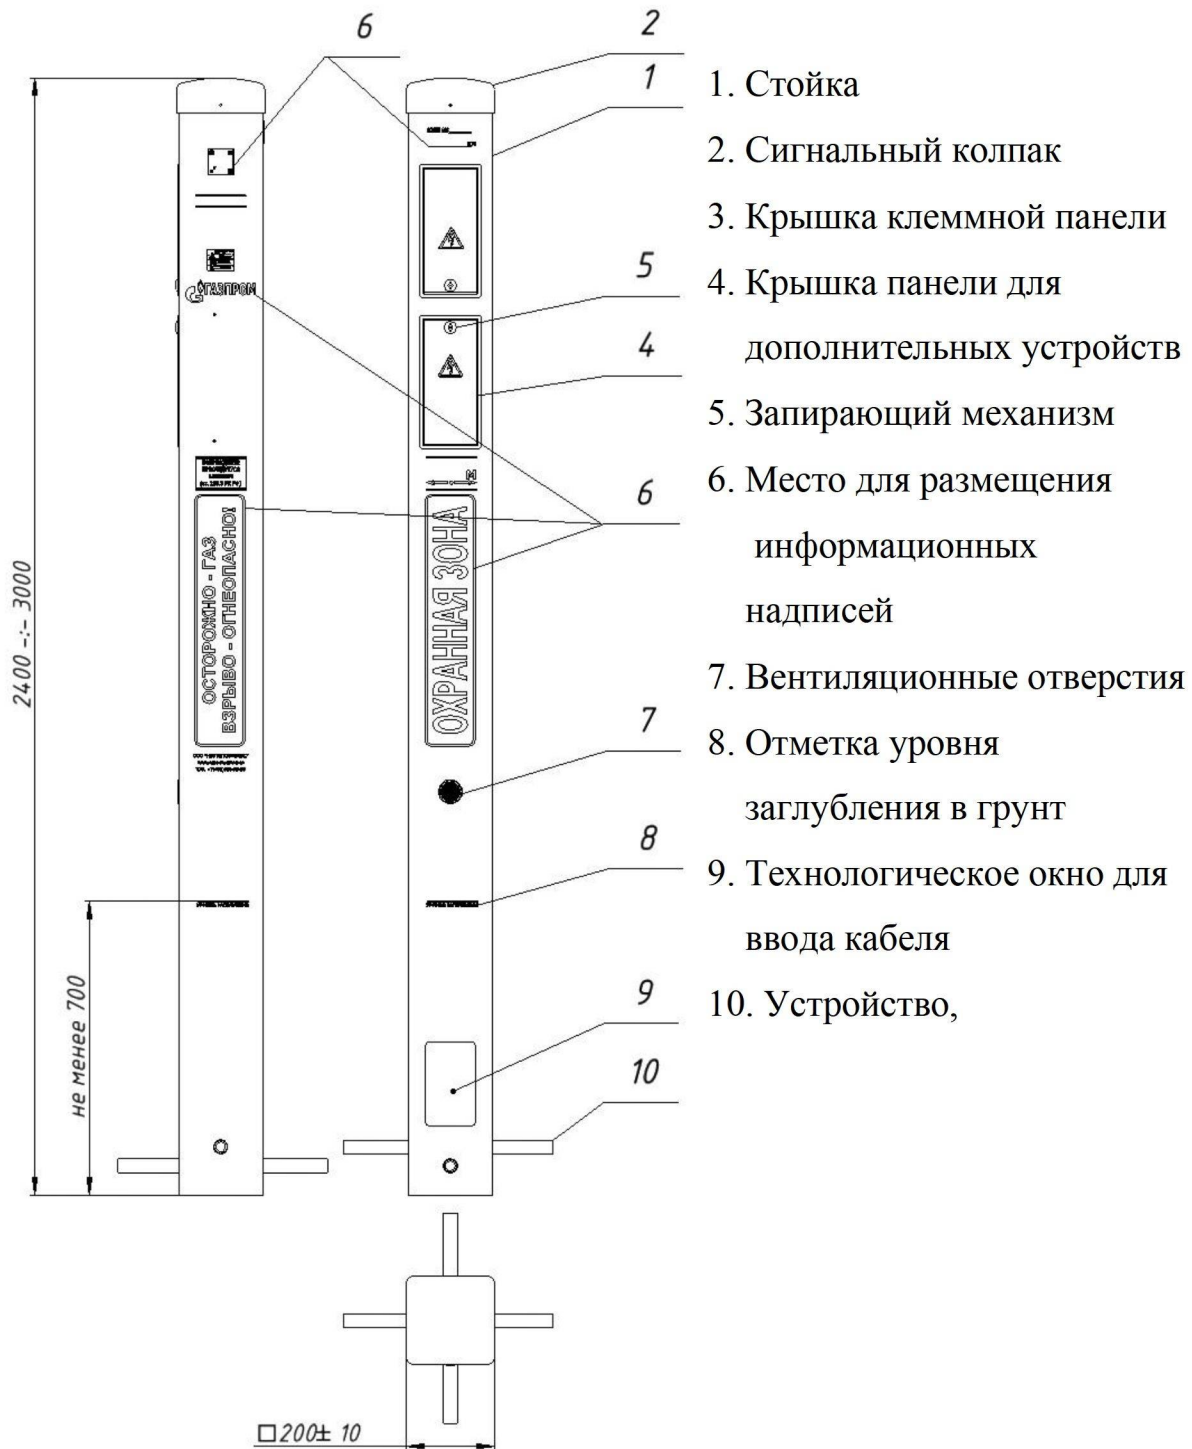 6
2
1
1. Стойка
2. Сигнальный колпак
3. Крышка клеммной панели
5
4. Крышка панели для
4
дополнительных устройств
5. Запирающий механизм
6
6. Место для размещения
информационных
надписей
7
7. Вентиляционные отверстия
8. Отметка уровня
заглубления в грунт
8
9. Технологическое окно для
ввода кабеля
9
10. Устройство,
10
ГАЗПРОМ
М
ОСТОРОЖНО - ГАЗ
ВЗРЫВО - ОГНЕОПАСНО!
ОХРАННАЯ ЗОНА
2400 -:- 3000
не менее 700
□200± 10